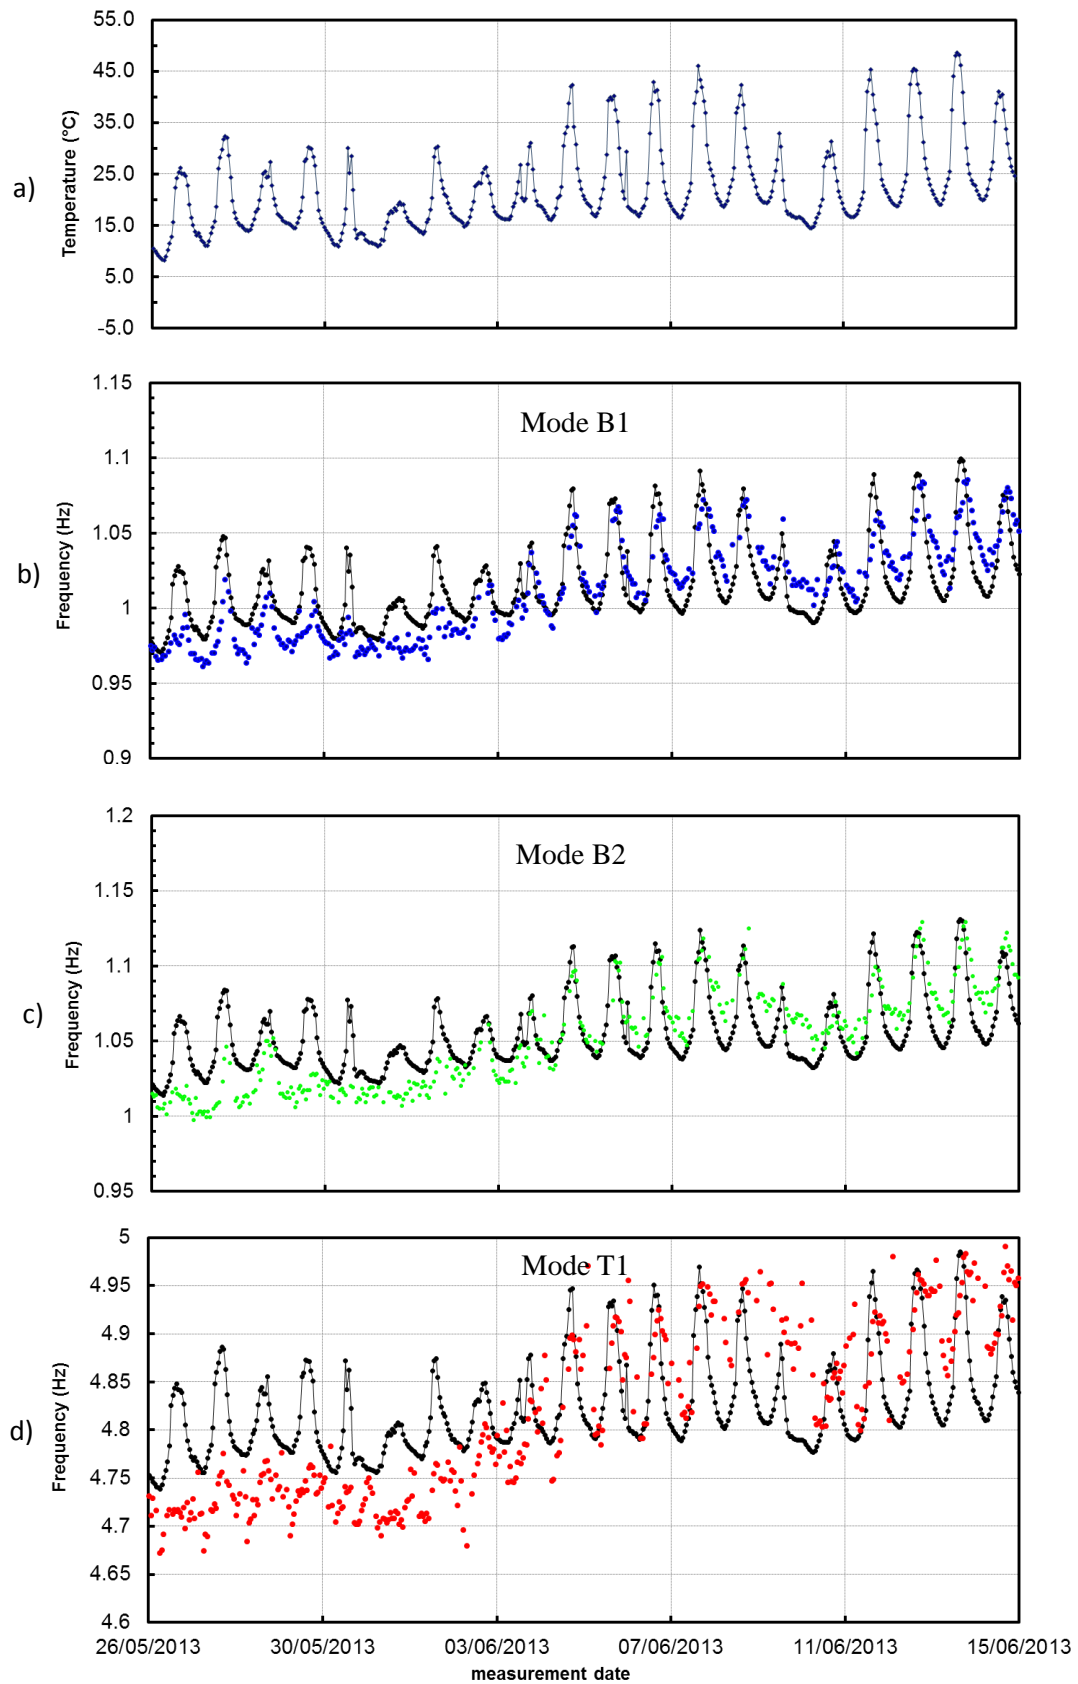 a)
Temperature (°C)
55.0
45.0
35.0
25.0
15.0
5.0
-5.0
b)
Frequency (Hz)
Mode B1
1.15
1.1
1.05
1
0.95
0.9
c)
Frequency (Hz)
Mode B2
1.2
1.15
1.1
1.05
1
0.95
d)
Frequency (Hz)
Mode T1
5
4.95
4.9
4.85
4.8
4.75
4.7
4.65
4.6
26/05/2013 30/05/2013 03/06/2013 07/06/2013 11/06/2013 15/06/2013
measurement date